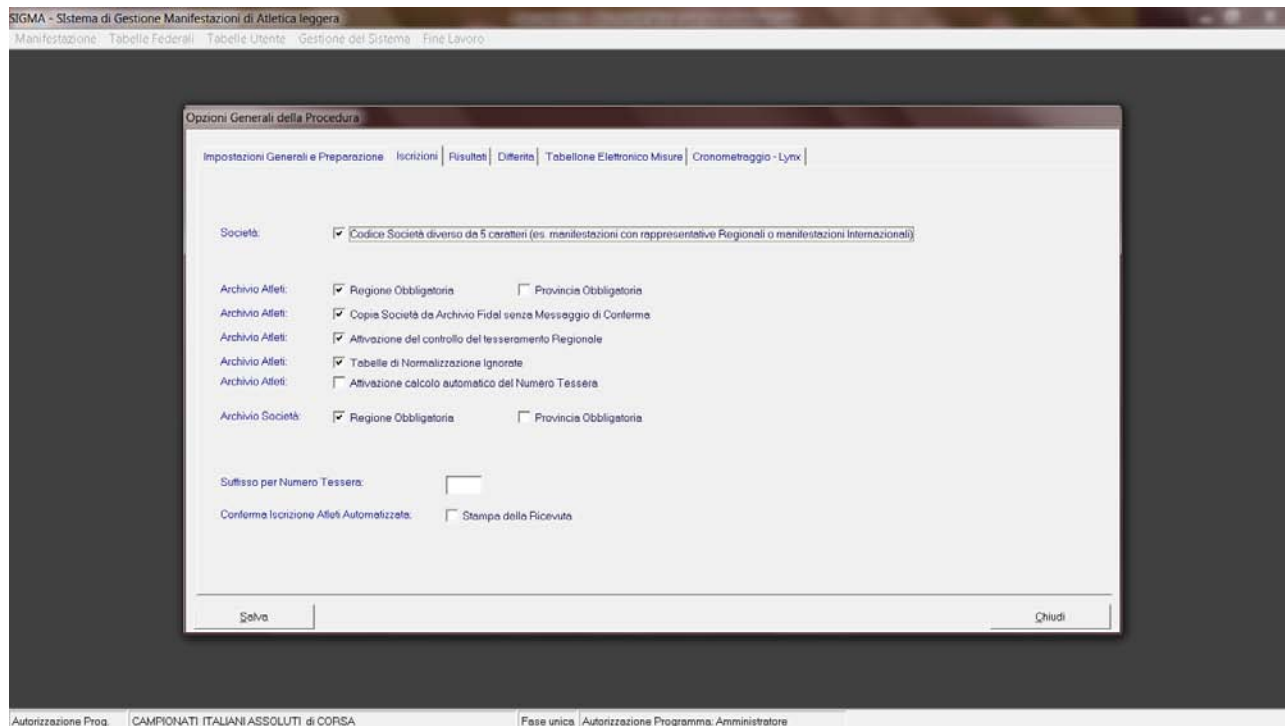 SIGMA - SIstema di Gestione Manifestazioni di Atletica leggera
Manifestazione Tabelle Federali Tabelle Utente Gestione del Sistema Fine Lavoro
Opzioni Generali della Procedura
Impostazioni Generali e Preparazione Iscrizioni Risultati Differita Tabellone Elettronico Misure Cronometraggio - Lynx
Società: Codice Società diverso da 5 caratteri (es. manifestazioni con rappresentative Regionali o manifestazioni Internazionali)
Archivio Atleti: Regione Obbligatoria Provincia Obbligatoria
Archivio Atleti: Copia Società da Archivio Fidal senza Messaggio di Conferma
Archivio Atleti: Attivazione del controllo del tesseramento Regionale
Archivio Atleti: Tabelle di Normalizzazione Ignorate
Archivio Atleti: Attivazione calcolo automatico del Numero Tessera
Archivio Società: Regione Obbligatoria Provincia Obbligatoria
Suffisso per Numero Tessera:
Conferma Iscrizione Atleti Automatizzata: Stampa della Ricevuta
Salva Chiudi
Autorizzazione Prog. CAMPIONATI ITALIANI ASSOLUTI di CORSA Fase unica Autorizzazione Programma: Amministratore